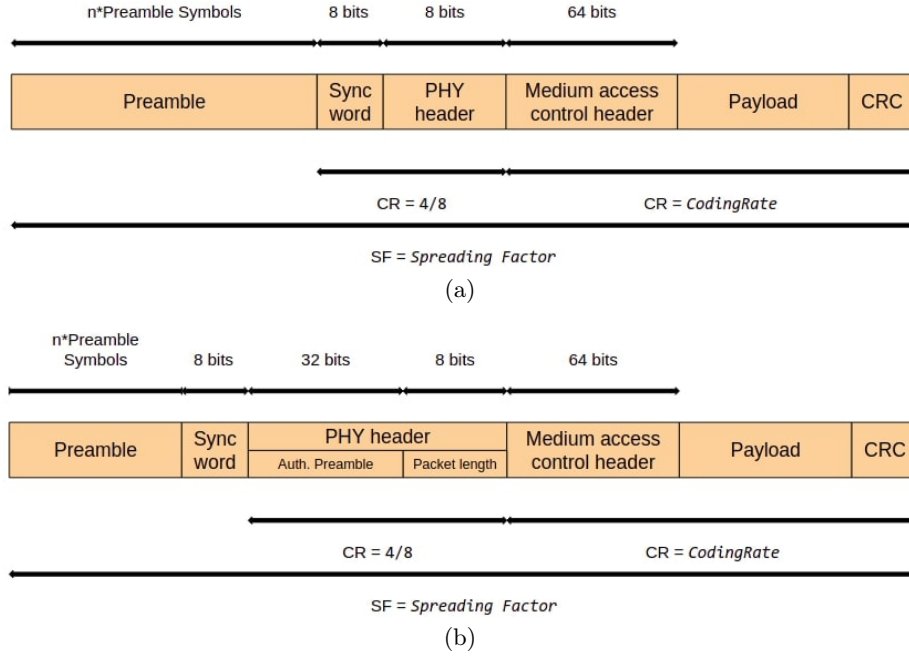 n*Preamble Symbols 8 bits 8 bits 64 bits
Preamble Sync word PHY header Medium access control header Payload CRC
CR = 4/8 CR = CodingRate
SF = Spreading Factor
(a)
n*Preamble Symbols 8 bits 32 bits 8 bits 64 bits
Preamble Sync word PHY header Medium access control header Payload CRC
Auth. Preamble Packet length
CR = 4/8 CR = CodingRate
SF = Spreading Factor
(b)